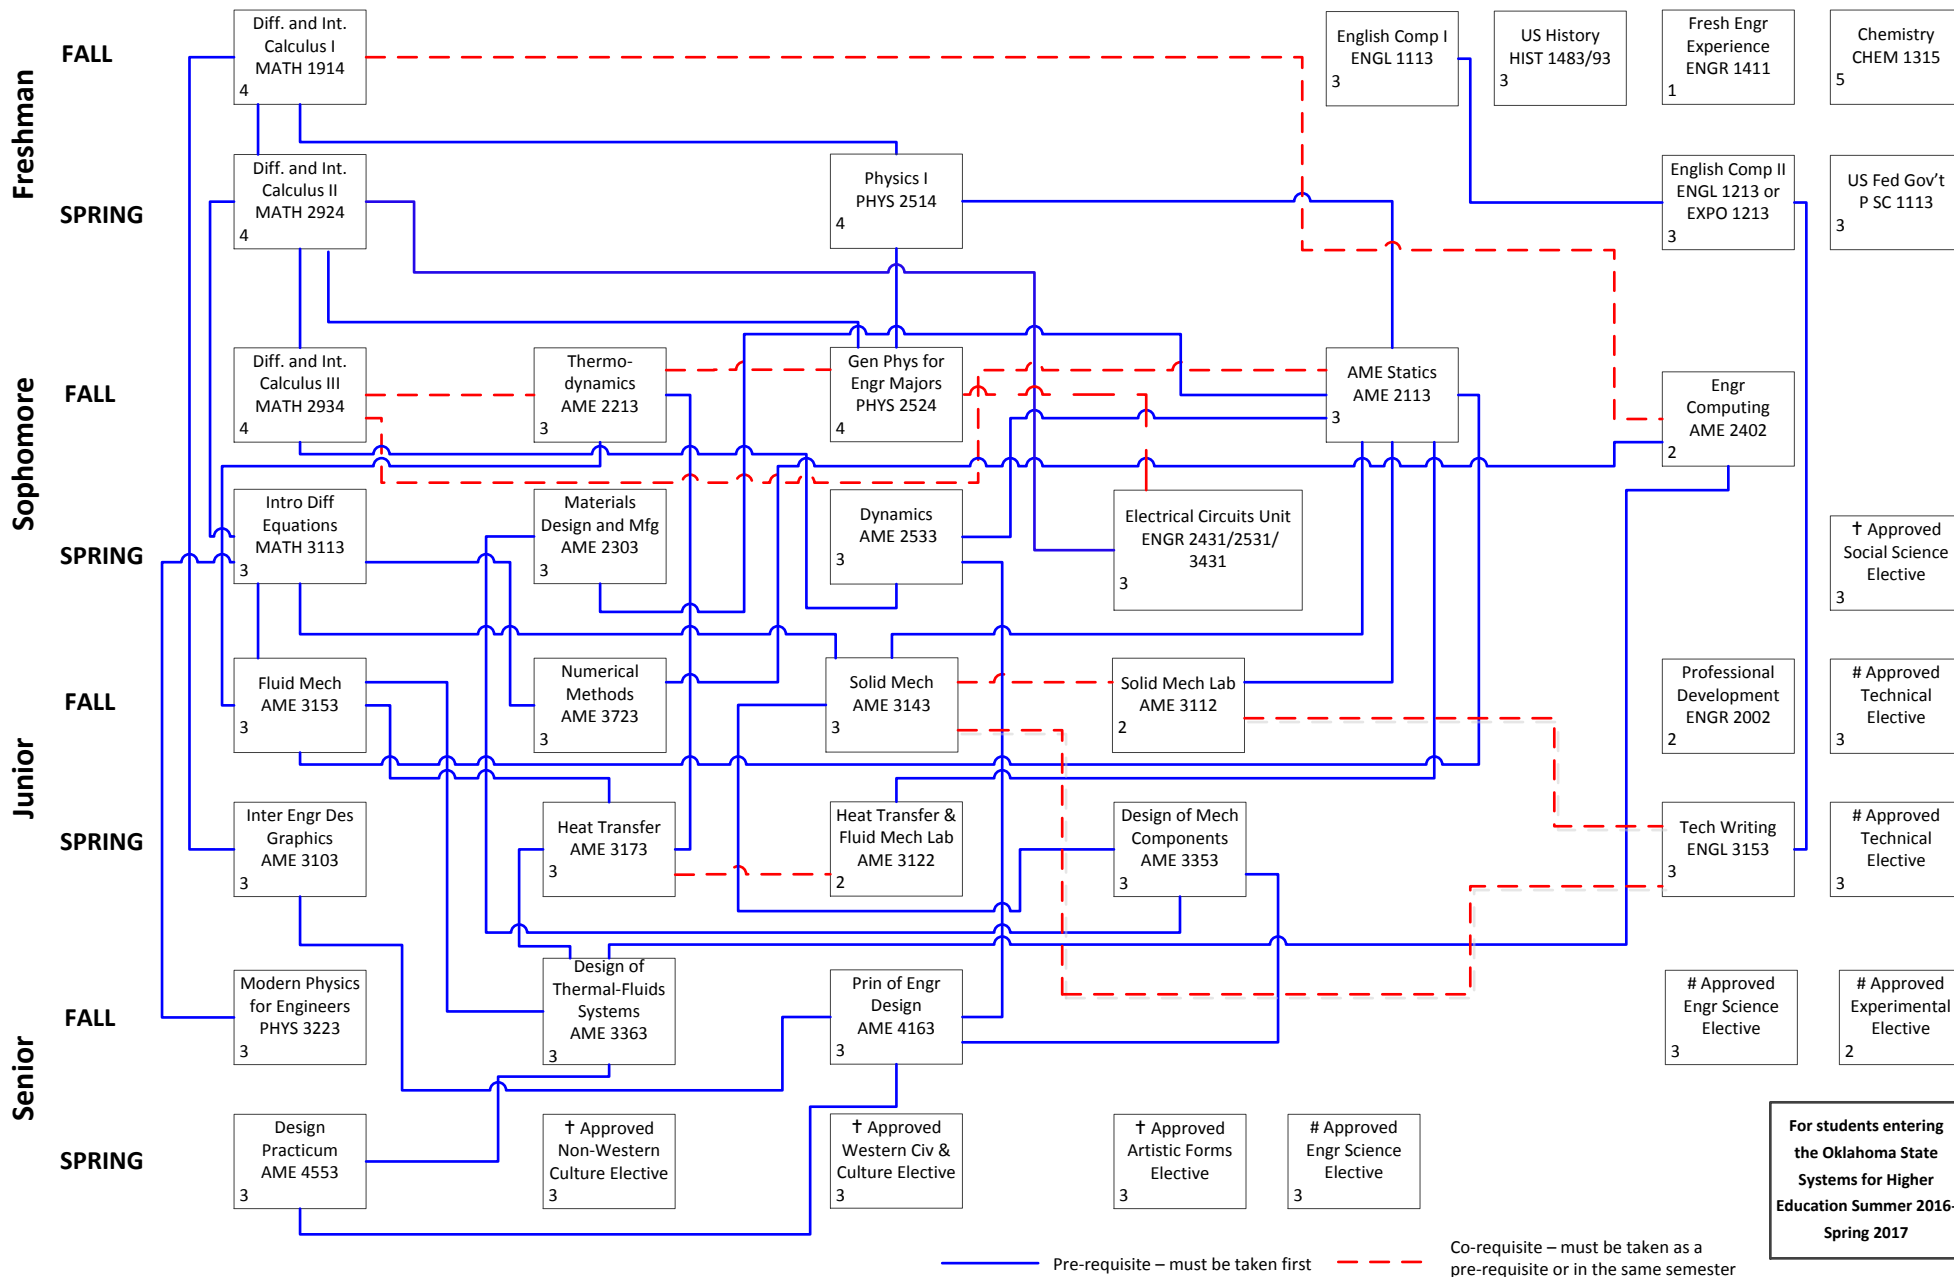 Freshman
FALL
Diff. and Int.
Calculus I
MATH 1914
4
English Comp I
ENGL 1113
3
US History
HIST 1483/93
3
Fresh Engr
Experience
ENGR 1411
1
Chemistry
CHEM 1315
5
SPRING
Diff. and Int.
Calculus II
MATH 2924
4
Physics I
PHYS 2514
4
English Comp II
ENGL 1213 or
EXPO 1213
3
US Fed Gov’t
P SC 1113
3
Sophomore
FALL
Diff. and Int.
Calculus III
MATH 2934
4
Thermo-
dynamics
AME 2213
3
Gen Phys for
Engr Majors
PHYS 2524
4
AME Statics
AME 2113
3
Engr
Computing
AME 2402
2
SPRING
Intro Diff
Equations
MATH 3113
3
Materials
Design and Mfg
AME 2303
3
Dynamics
AME 2533
3
Electrical Circuits Unit
ENGR 2431/2531/
3431
3
† Approved
Social Science
Elective
3
Junior
FALL
Fluid Mech
AME 3153
3
Numerical
Methods
AME 3723
3
Solid Mech
AME 3143
3
Solid Mech Lab
AME 3112
2
Professional
Development
ENGR 2002
2
# Approved
Technical
Elective
3
SPRING
Inter Engr Des
Graphics
AME 3103
3
Heat Transfer
AME 3173
3
Heat Transfer &
Fluid Mech Lab
AME 3122
2
Design of Mech
Components
AME 3353
3
Tech Writing
ENGL 3153
3
# Approved
Technical
Elective
3
Senior
FALL
Modern Physics
for Engineers
PHYS 3223
3
Design of
Thermal-Fluids
Systems
AME 3363
3
Prin of Engr
Design
AME 4163
3
# Approved
Engr Science
Elective
3
# Approved
Experimental
Elective
2
SPRING
Design
Practicum
AME 4553
3
† Approved
Non-Western
Culture Elective
3
† Approved
Western Civ &
Culture Elective
3
† Approved
Artistic Forms
Elective
3
# Approved
Engr Science
Elective
3
For students entering
the Oklahoma State
Systems for Higher
Education Summer 2016-
Spring 2017
Pre-requisite – must be taken first
Co-requisite – must be taken as a
pre-requisite or in the same semester